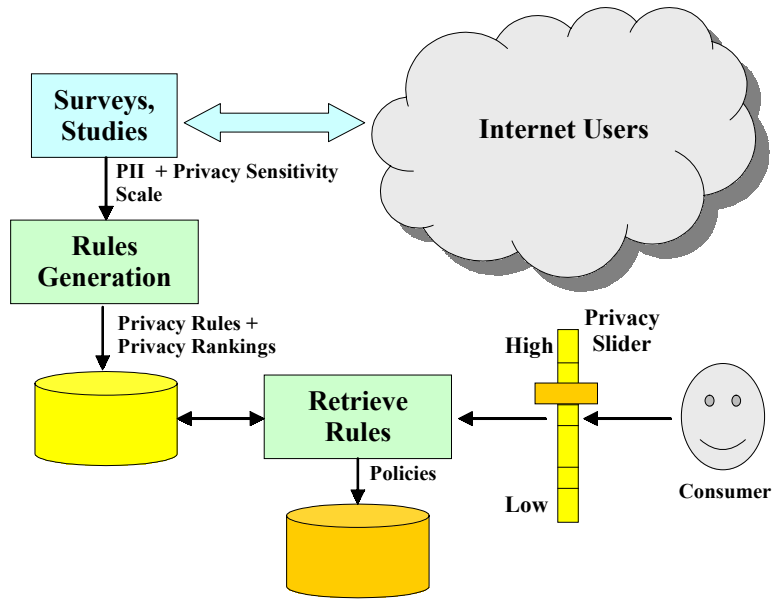 Surveys,
Studies
Internet Users
PII + Privacy Sensitivity
Scale
Rules
Generation
Privacy Rules +
Privacy Rankings
Privacy
Slider
High
Retrieve
Rules
Low
Policies
Consumer